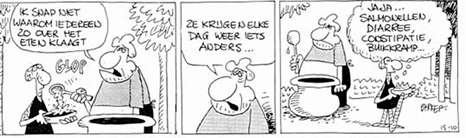 IK SNAP NIET
WAAROM IEDEREEN
ZO OVER HET
ETEN KLAAGT
GLOP
ZE KRIJGEN ELKE
DAG WEER IETS
ANDERS...
JAJA...
SALMONELLEN,
DIARREE,
CONSTIPATIE,
BUIKKRAMP...
15-10